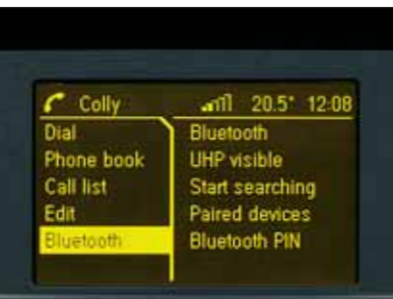 Colly 20.5° 12:08
Dial
Phone book
Call list
Edit
Bluetooth
Bluetooth
UHP visible
Start searching
Paired devices
Bluetooth PIN